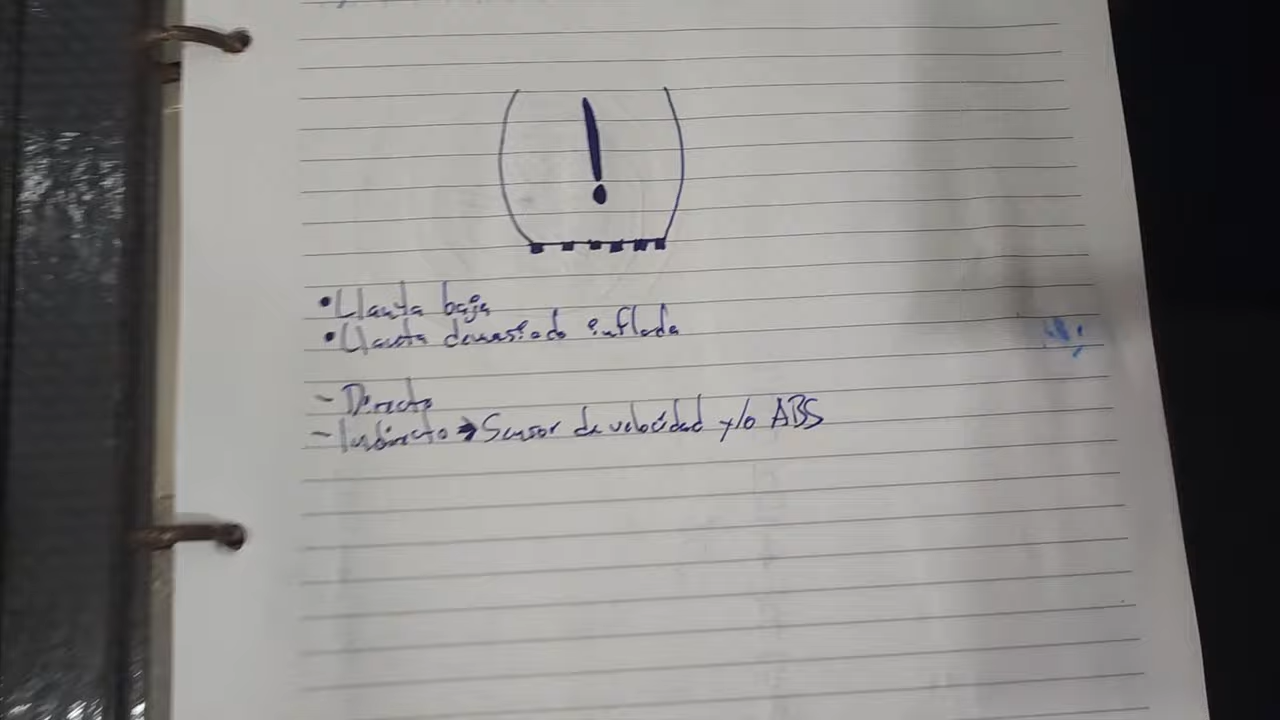 !
• Llanta baja
• Llanta demasiado inflada
- Directo
- Indirecto → Sensor de velocidad y/o ABS